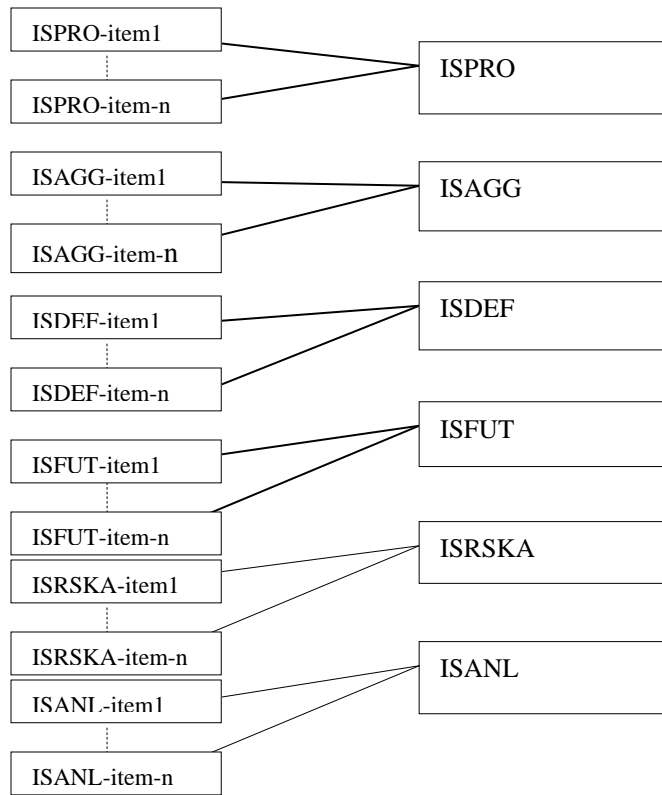 ISPRO-item1
ISPRO
ISPRO-item-n
ISAGG-item1
ISAGG
ISAGG-item-n
ISDEF-item1
ISDEF
ISDEF-item-n
ISFUT
ISFUT-item1
ISFUT-item-n
ISRSKA
ISRSKA-item1
ISRSKA-item-n
ISANL
ISANL-item1
ISANL-item-n